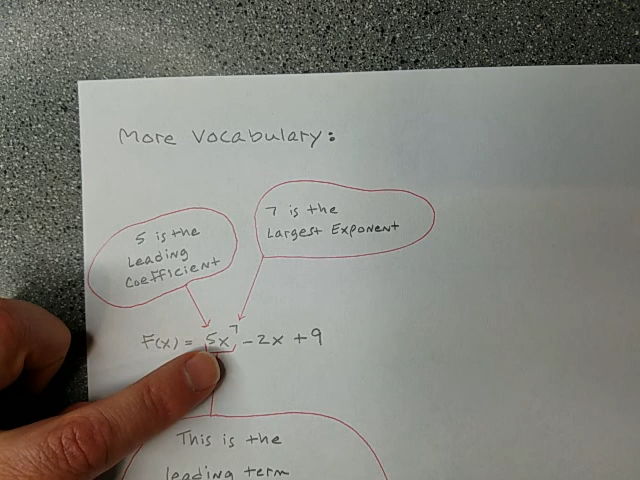 More Vocabulary:
5 is the
Leading
Coefficient
7 is the
Largest Exponent
F(x) = 5x⁷ - 2x + 9
This is the
leading term